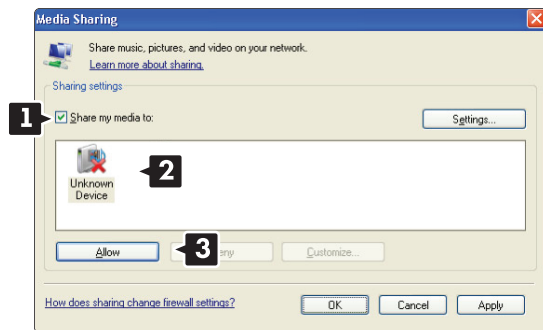 Media Sharing
Share music, pictures, and video on your network.
Learn more about sharing.
Sharing settings
1
Share my media to:
Settings...
2
Unknown
Device
Allow
3
Customize...
How does sharing change firewall settings?
OK
Cancel
Apply